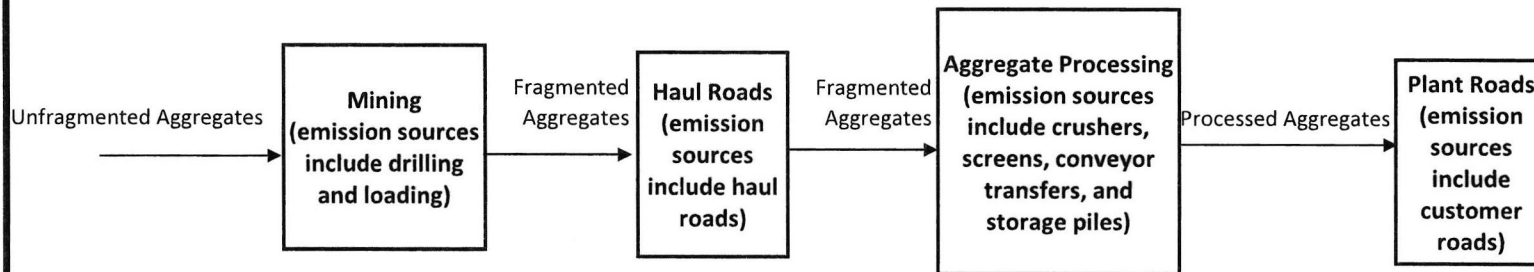 Unfragmented Aggregates
Mining
(emission sources
include drilling
and loading)
Fragmented
Aggregates
Haul Roads
(emission
sources
include haul
roads)
Fragmented
Aggregates
Aggregate Processing
(emission sources
include crushers,
screens, conveyor
transfers, and
storage piles)
Processed Aggregates
Plant Roads
(emission
sources
include
customer
roads)